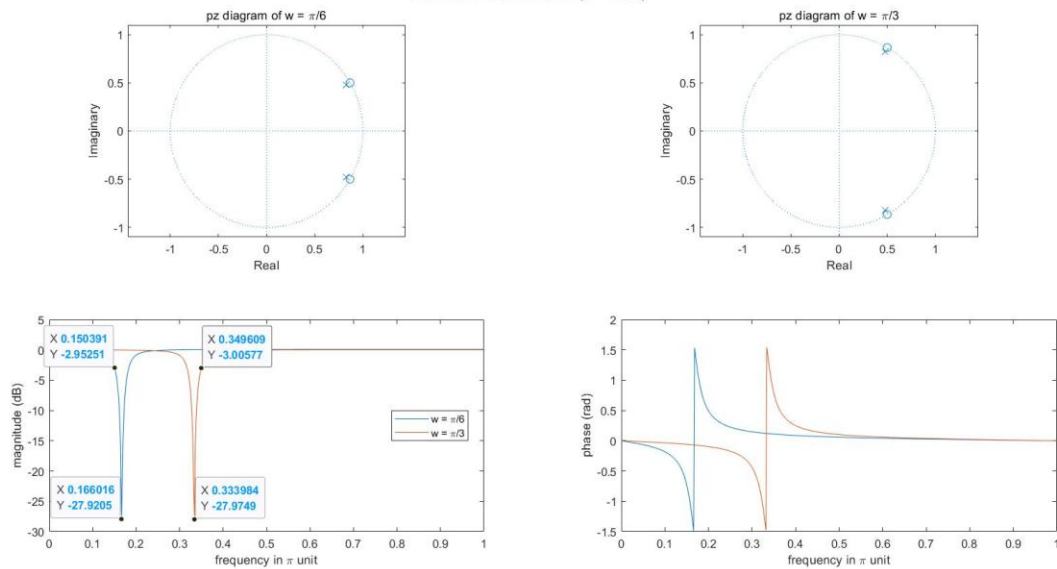 pz diagram of w = π/6
1
0.5
0
-0.5
-1
Imaginary
-1
-0.5
0
0.5
1
Real
pz diagram of w = π/3
1
0.5
0
-0.5
-1
Imaginary
-1
-0.5
0
0.5
1
Real
5
0
-5
-10
-15
-20
-25
-30
magnitude (dB)
X 0.150391
Y -2.95251
X 0.349609
Y -3.00577
X 0.166016
Y -27.9205
X 0.333984
Y -27.9749
w = π/6
w = π/3
0
0.1
0.2
0.3
0.4
0.5
0.6
0.7
0.8
0.9
1
frequency in π unit
2
1.5
1
0.5
0
-0.5
-1
-1.5
phase (rad)
0
0.1
0.2
0.3
0.4
0.5
0.6
0.7
0.8
0.9
1
frequency in π unit